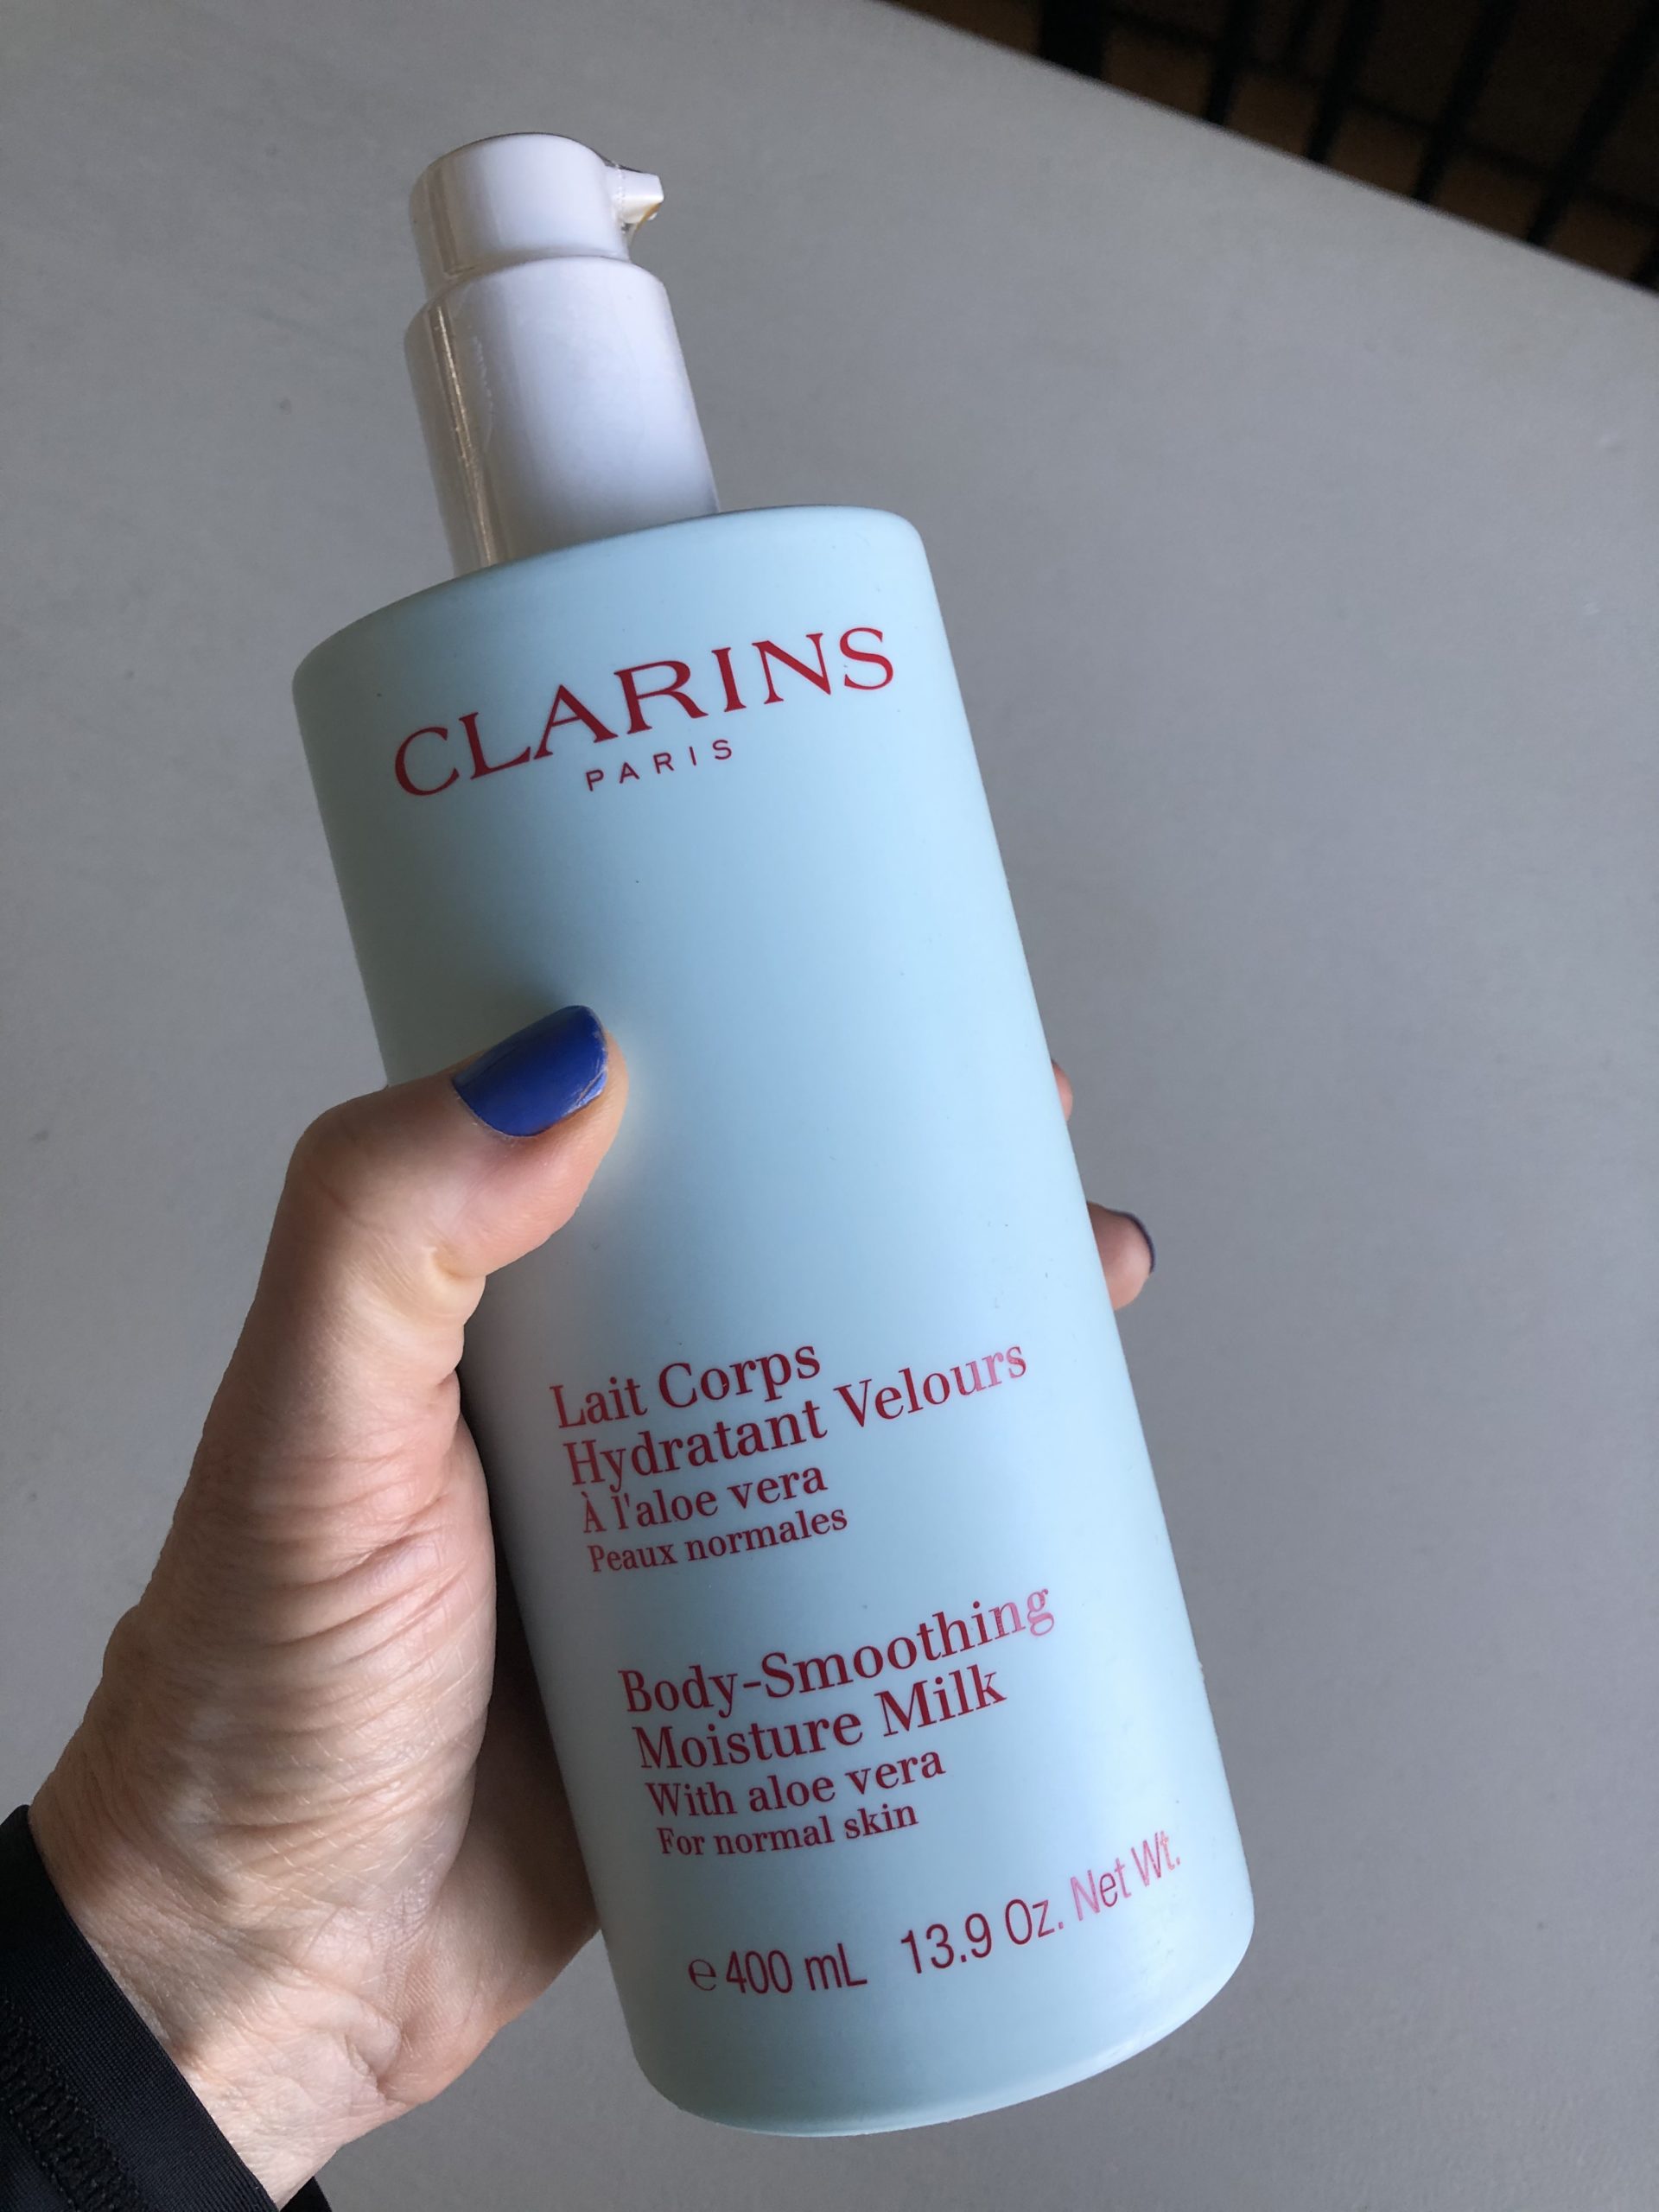 CLARINS
PARIS
Lait Corps
Hydratant Velours
À l'aloe vera
Peaux normales
Body-Smoothing
Moisture Milk
With aloe vera
For normal skin
℮ 400 mL 13.9 Oz. Net Wt.